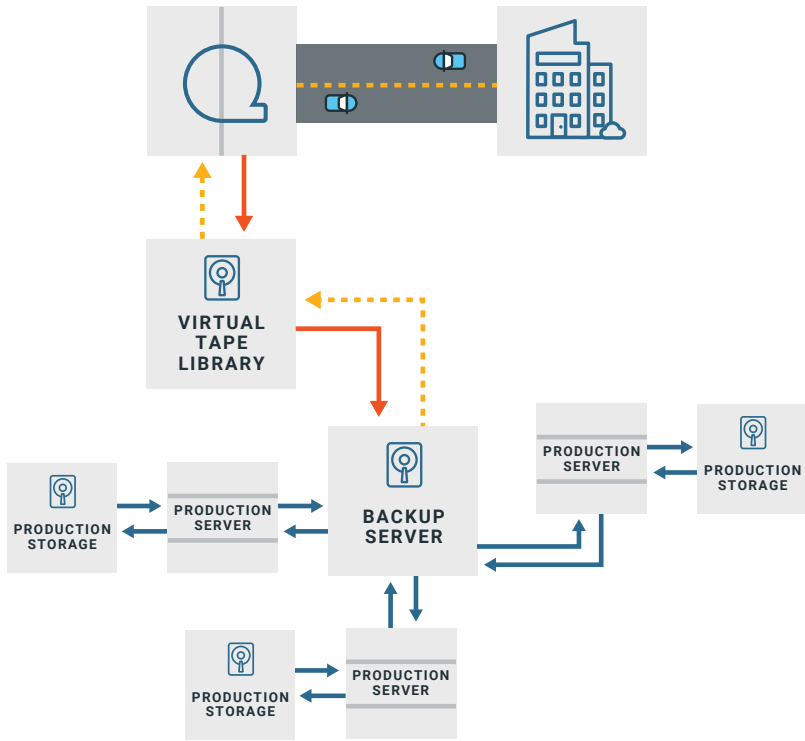 VIRTUAL
TAPE
LIBRARY
PRODUCTION
SERVER
PRODUCTION
STORAGE
PRODUCTION
STORAGE
PRODUCTION
SERVER
BACKUP
SERVER
PRODUCTION
STORAGE
PRODUCTION
SERVER